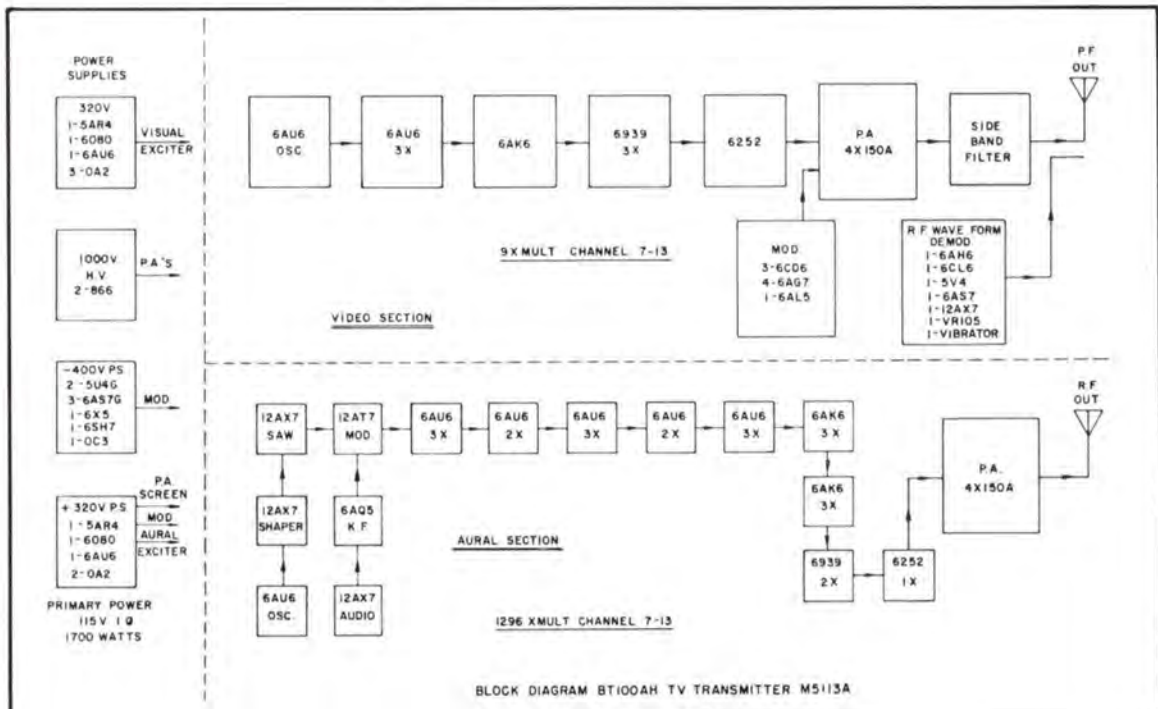 POWER
SUPPLIES
320V
1-5AR4
1-6080
1-6AU6
3-0A2
VISUAL
EXCITER
1000V
H.V
2-866
P.A'S
-400V P.S
2-5U4G
3-6AS7G
1-6X5
1-6SH7
1-0C3
MOD
+320V P.S
1-5AR4
1-6080
1-6AU6
2-0A2
P.A
SCREEN
MOD
AURAL
EXCITER
PRIMARY POWER
115V 1 Ø
1700 WATTS
6AU6
OSC
6AU6
3X
6AK6
6939
3X
6252
P.A
4X150A
SIDE
BAND
FILTER
P.F
OUT
MOD.
3-6CD6
4-6AG7
1-6AL5
R F WAVE FORM
DEMOD
1-6AH6
1-6CL6
1-5V4
1-6AS7
1-12AX7
1-VR105
1-VIBRATOR
9X MULT CHANNEL 7-13
VIDEO SECTION
12AX7
SAW
12AT7
MOD.
6AU6
3X
6AU6
2X
6AU6
3X
6AU6
2X
6AU6
3X
6AK6
3X
12AX7
SHAPER
6AQ5
K.F
6AK6
3X
6AU6
OSC.
12AX7
AUDIO
6939
2X
6252
1X
P.A.
4X150A
R.F
OUT
AURAL SECTION
1296 XMULT CHANNEL 7-13
BLOCK DIAGRAM BT100AH TV TRANSMITTER M5113A